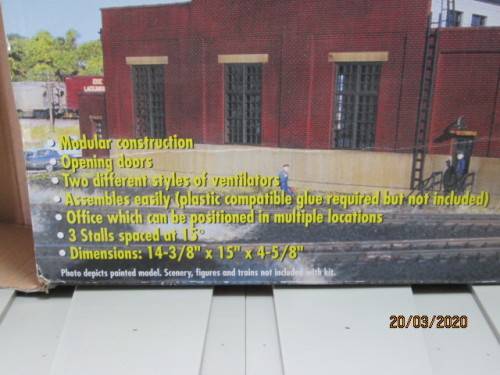 • Modular construction
• Opening doors
• Two different styles of ventilators
• Assembles easily (plastic compatible glue required but not included)
• Office which can be positioned in multiple locations
• 3 Stalls spaced at 15°
• Dimensions: 14-3/8" x 15" x 4-5/8"
Photo depicts painted model. Scenery, figures and trains not included with kit.
20/03/2020